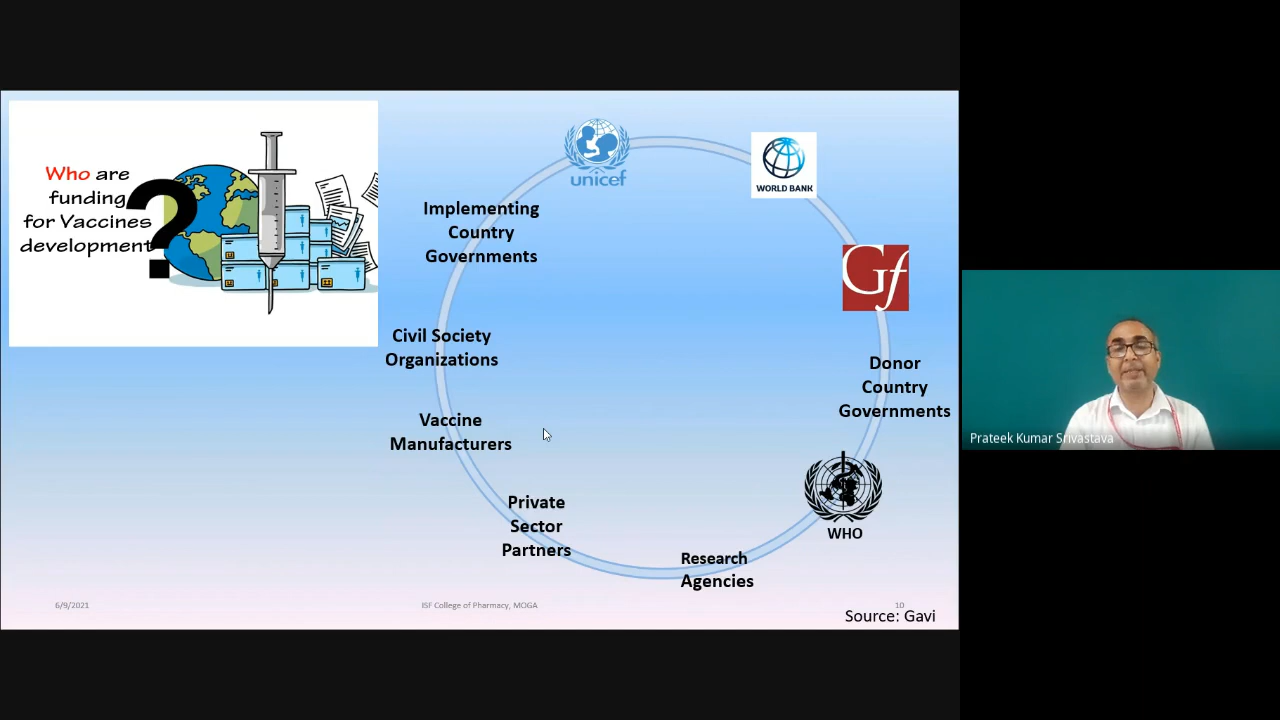 Who are
funding
for Vaccines
development
?
unicef
WORLD BANK
Gf
Implementing
Country
Governments
Civil Society
Organizations
Vaccine
Manufacturers
Private
Sector
Partners
Research
Agencies
WHO
Donor
Country
Governments
6/9/2021
ISF College of Pharmacy, MOGA
10
Source: Gavi
Prateek Kumar Srivastava